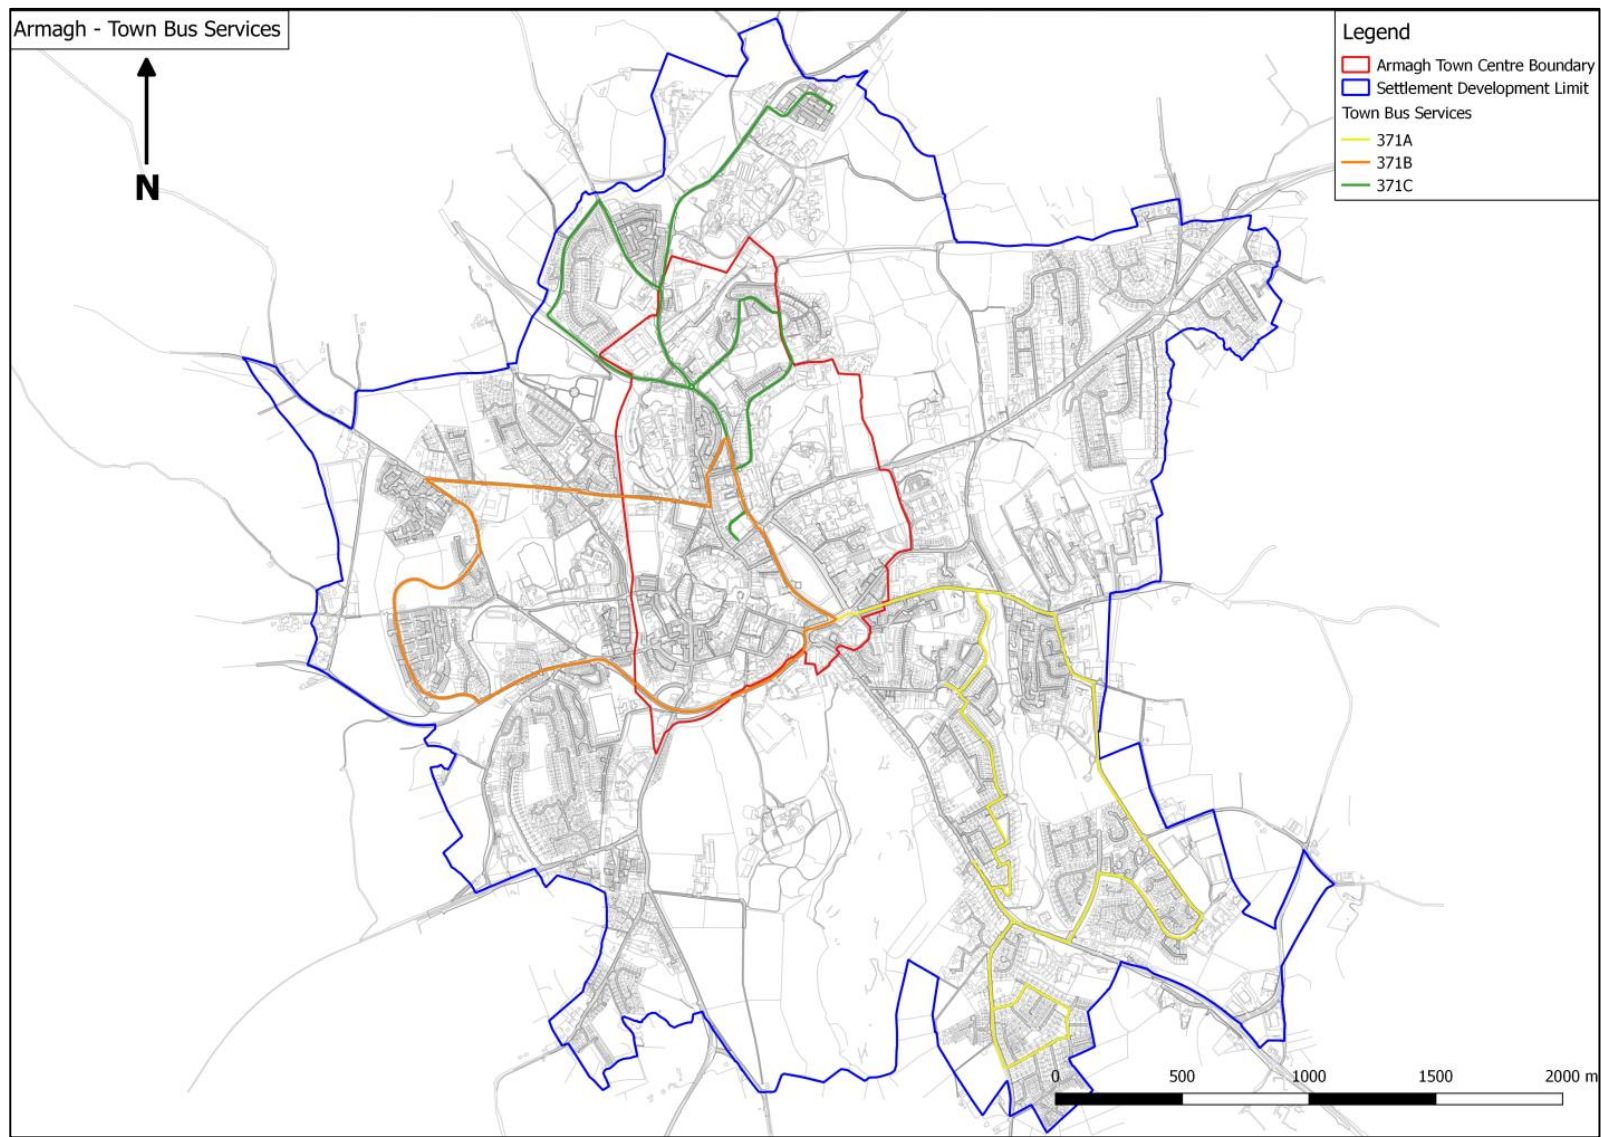 Armagh - Town Bus Services
N
Legend
Armagh Town Centre Boundary
Settlement Development Limit
Town Bus Services
371A
371B
371C
0 500 1000 1500 2000 m